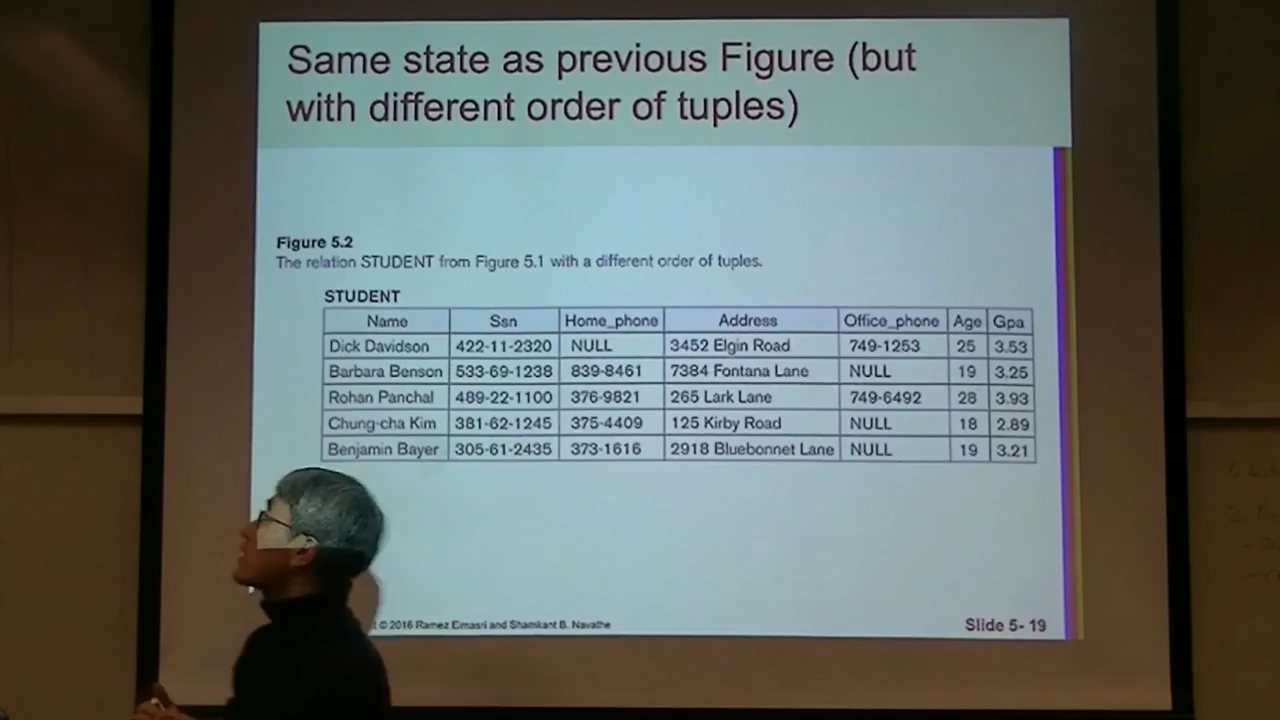 Same state as previous Figure (but
with different order of tuples)
Figure 5.2
The relation STUDENT from Figure 5.1 with a different order of tuples.
STUDENT
Name Ssn Home_phone Address Office_phone Age Gpa
Dick Davidson 422-11-2320 NULL 3452 Elgin Road 749-1253 25 3.53
Barbara Benson 533-69-1238 839-8461 7384 Fontana Lane NULL 19 3.25
Rohan Panchal 489-22-1100 376-9821 265 Lark Lane 749-6492 28 3.93
Chung-cha Kim 381-62-1245 375-4409 125 Kirby Road NULL 18 2.89
Benjamin Bayer 305-61-2435 373-1616 2918 Bluebonnet Lane NULL 19 3.21
© 2016 Ramez Elmasri and Shamkant B. Navathe
Slide 5- 19